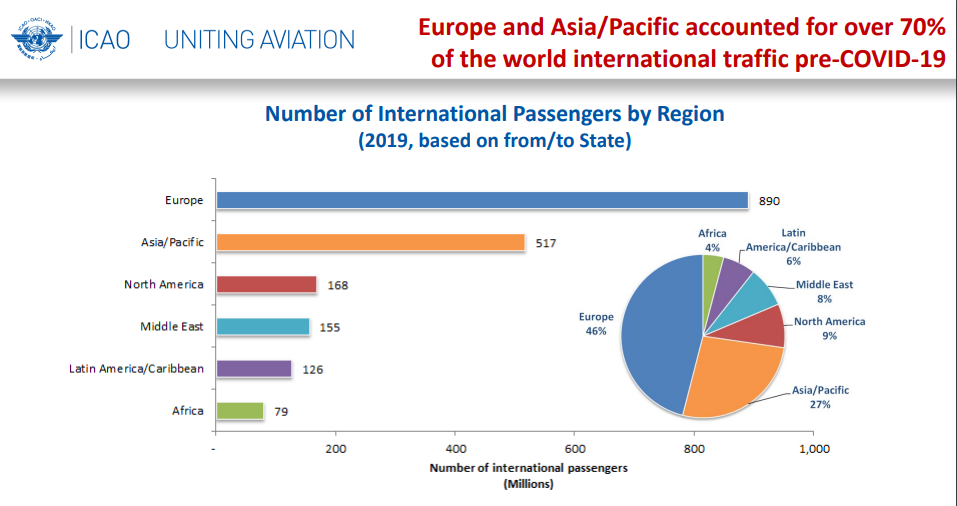 ICAO
UNITING AVIATION
Europe and Asia/Pacific accounted for over 70%
of the world international traffic pre-COVID-19
Number of International Passengers by Region
(2019, based on from/to State)
Europe
890
Asia/Pacific
517
North America
168
Middle East
155
Latin America/Caribbean
126
Africa
79
-
200
400
600
800
1,000
Number of international passengers
(Millions)
Africa
4%
Latin
America/Caribbean
6%
Middle East
8%
North America
9%
Asia/Pacific
27%
Europe
46%